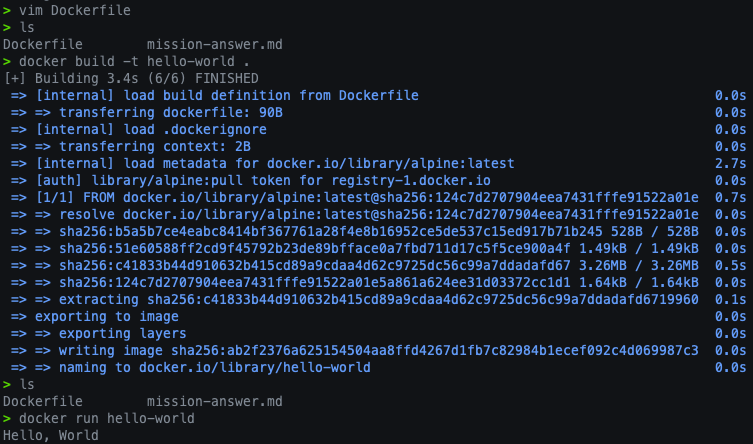 > vim Dockerfile
> ls
Dockerfile mission-answer.md
> docker build -t hello-world .
[+] Building 3.4s (6/6) FINISHED
=> [internal] load build definition from Dockerfile 0.0s
=> => transferring dockerfile: 90B 0.0s
=> [internal] load .dockerignore 0.0s
=> => transferring context: 2B 0.0s
=> [internal] load metadata for docker.io/library/alpine:latest 2.7s
=> [auth] library/alpine:pull token for registry-1.docker.io 0.0s
=> [1/1] FROM docker.io/library/alpine:latest@sha256:124c7d2707904eea7431fffe91522a01e 0.7s
=> => resolve docker.io/library/alpine:latest@sha256:124c7d2707904eea7431fffe91522a01e 0.0s
=> => sha256:b5a5b7ce4eabc8414bf367761a28f4e8b16952ce5de537c15ed917b71b245 528B / 528B 0.0s
=> => sha256:51e60588ff2cd9f45792b23de89bfface0a7fbd711d17c5f5ce900a4f 1.49kB / 1.49kB 0.0s
=> => sha256:c41833b44d910632b415cd89a9cdaa4d62c9725dc56c99a7ddadafd67 3.26MB / 3.26MB 0.5s
=> => sha256:124c7d2707904eea7431fffe91522a01e5a861a624ee31d03372cc1d1 1.64kB / 1.64kB 0.0s
=> => extracting sha256:c41833b44d910632b415cd89a9cdaa4d62c9725dc56c99a7ddadafd6719960 0.1s
=> exporting to image 0.0s
=> => exporting layers 0.0s
=> => writing image sha256:ab2f2376a625154504aa8ffd4267d1fb7c82984b1ecef092c4d069987c3 0.0s
=> => naming to docker.io/library/hello-world 0.0s
> ls
Dockerfile mission-answer.md
> docker run hello-world
Hello, World